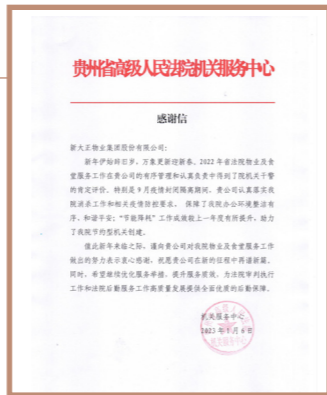 贵州省高级人民法院机关服务中心
感谢信
新大正物业集团股份有限公司：
新年伊始辞旧岁，万象更新迎新春。2022年省法院物业及食
堂服务工作在贵公司的有序管理和认真负责中得到了院机关干警
的肯定评价。特别是9月疫情封闭隔离期间，贵公司认真落实我
院消杀工作和相关疫情防控要求，保障了我院办公环境整洁有
序、和谐平安；“节能降耗”工作成效较上一年度有所提升，助力
了我院节约型机关创建。
值此新年来临之际，谨向贵公司对我院物业及食堂服务工作
做出的努力表示衷心感谢，祝愿贵公司在新的征程中再谱新篇。
同时，希望继续优化服务举措，提升服务质效，为法院审判执行
工作和法院后勤服务工作高质量发展提供全面优质的后勤保障。
机关服务中心
2023年1月6日
机关服务中心